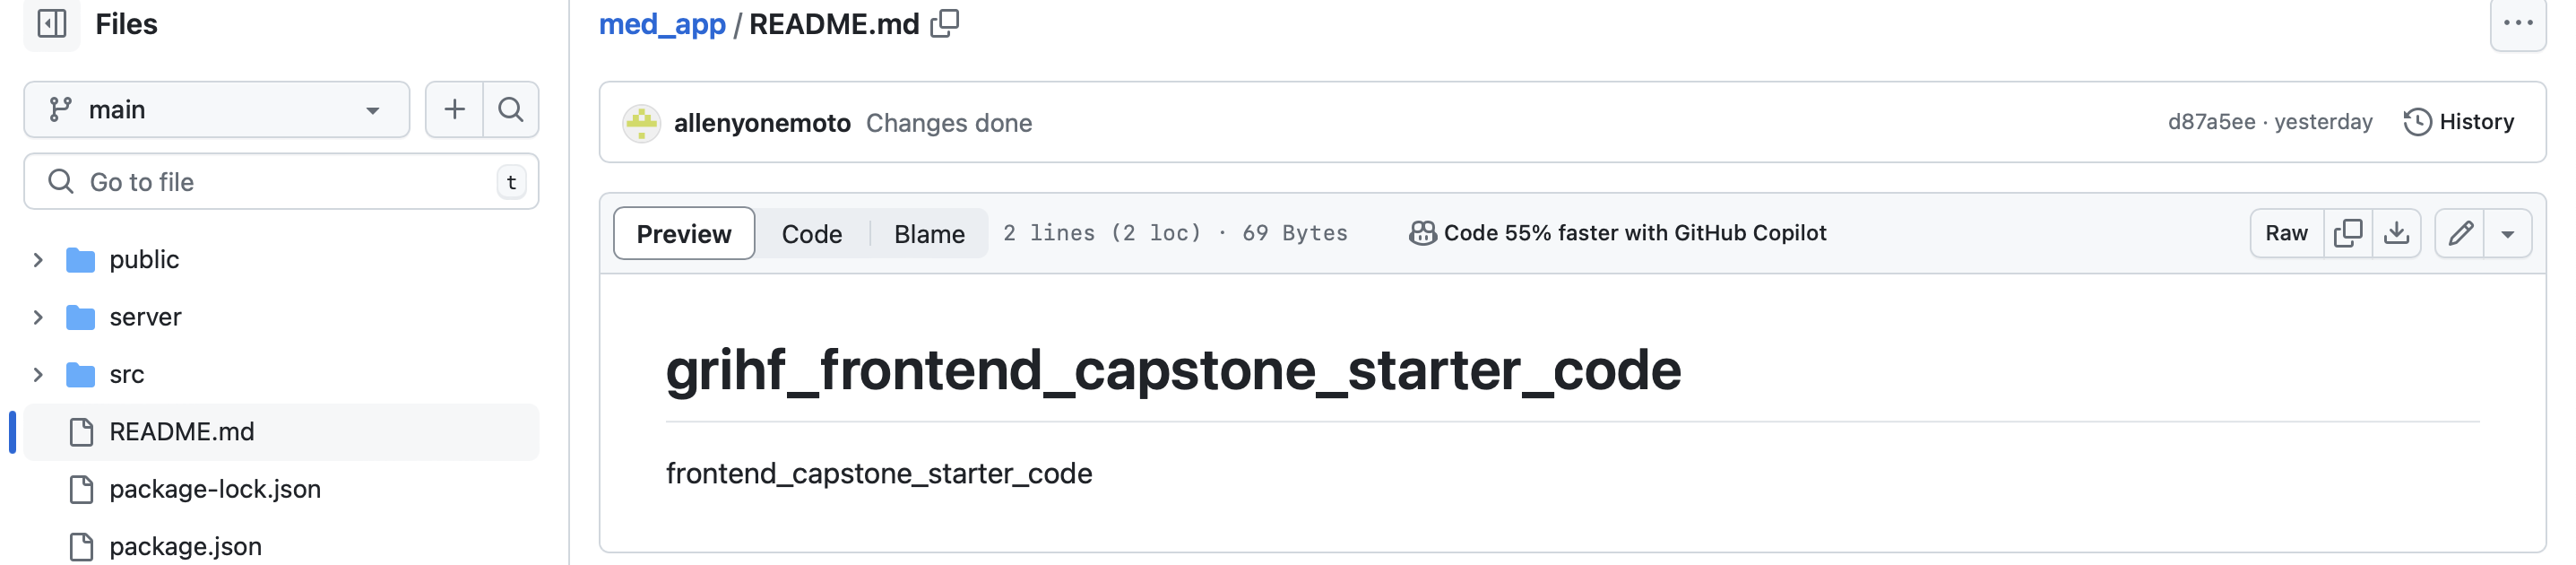 Files
main
Go to file
t
public
server
src
README.md
package-lock.json
package.json
med_app / README.md
allenyonemoto Changes done
d87a5ee · yesterday
History
Preview
Code
Blame
2 lines (2 loc) · 69 Bytes
Code 55% faster with GitHub Copilot
Raw
grihf_frontend_capstone_starter_code
frontend_capstone_starter_code